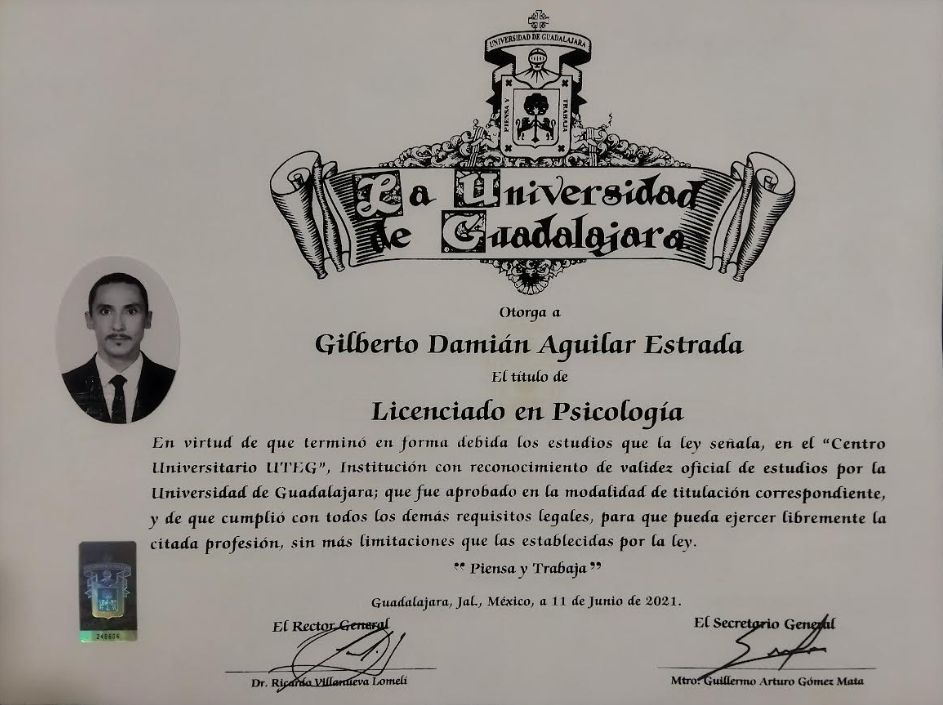 UNIVERSIDAD DE GUADALAJARA
PIENSA Y
TRABAJA
La Universidad
de Guadalajara
Otorga a
Gilberto Damián Aguilar Estrada
El título de
Licenciado en Psicología
En virtud de que terminó en forma debida los estudios que la ley señala, en el “Centro
Universitario UTEG”, Institución con reconocimiento de validez oficial de estudios por la
Universidad de Guadalajara; que fue aprobado en la modalidad de titulación correspondiente,
y de que cumplió con todos los demás requisitos legales, para que pueda ejercer libremente la
citada profesión, sin más limitaciones que las establecidas por la ley.
“ Piensa y Trabaja ”
Guadalajara, Jal., México, a 11 de Junio de 2021.
El Rector General
El Secretario General
Dr. Ricardo Villanueva Lomelí
Mtro. Guillermo Arturo Gómez Mata